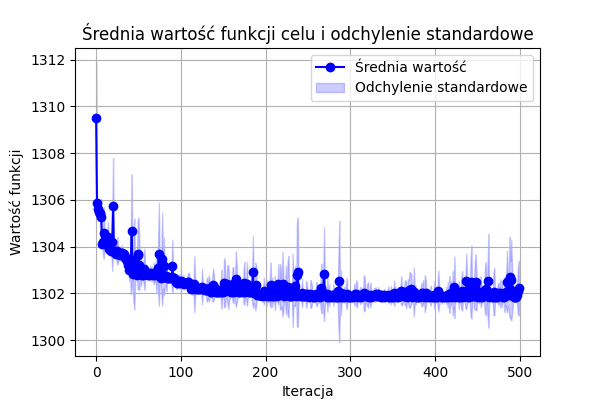 Średnia wartość funkcji celu i odchylenie standardowe
1312
1310
1308
1306
1304
1302
1300
Wartość funkcji
Średnia wartość
Odchylenie standardowe
0
100
200
300
400
500
Iteracja